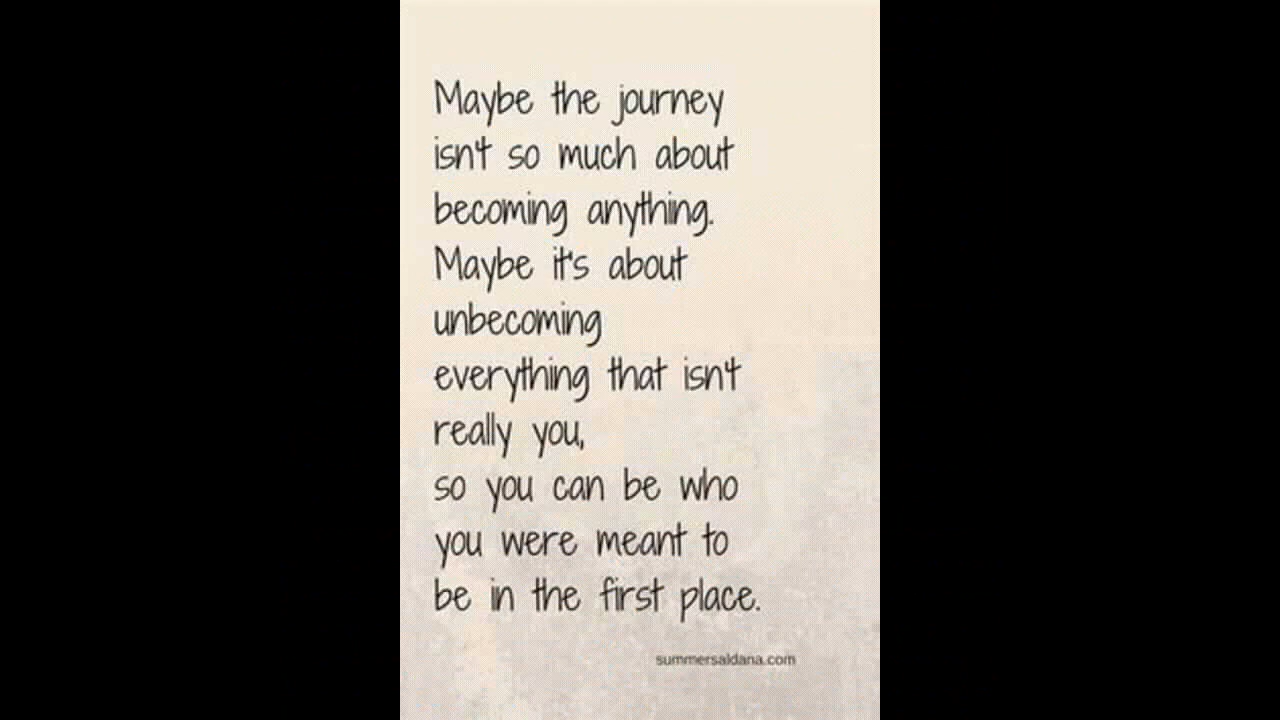 Maybe the journey
isn't so much about
becoming anything.
Maybe it's about
unbecoming
everything that isn't
really you,
so you can be who
you were meant to
be in the first place.
summersaldana.com